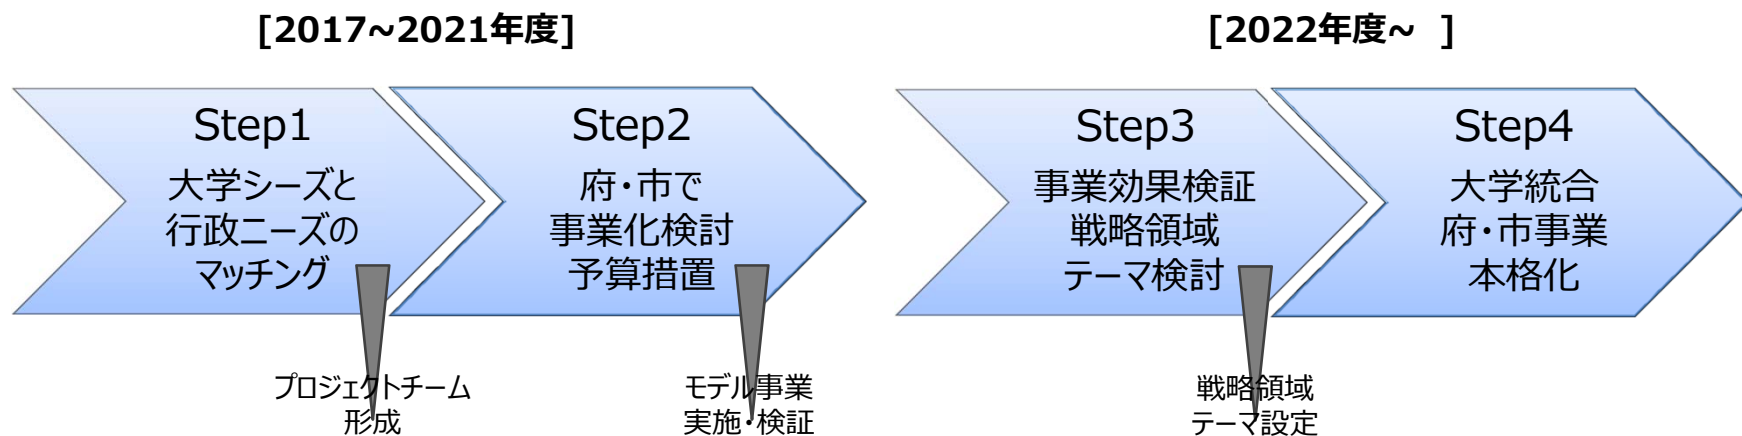 [2017~2021年度]
[2022年度~ ]
Step1
大学シーズと
行政ニーズの
マッチング
Step2
府・市で
事業化検討
予算措置
Step3
事業効果検証
戦略領域
テーマ検討
Step4
大学統合
府・市事業
本格化
プロジェクトチーム
形成
モデル事業
実施・検証
戦略領域
テーマ設定